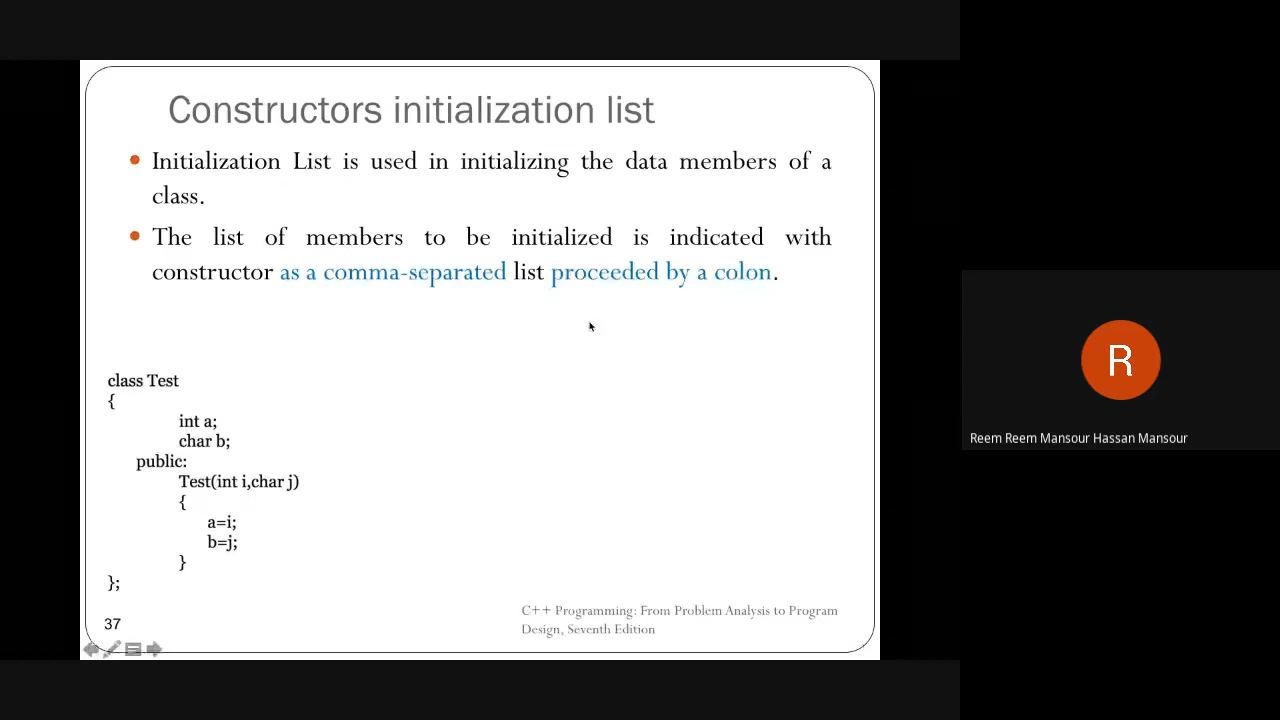 Constructors initialization list
Initialization List is used in initializing the data members of a
class.
The list of members to be initialized is indicated with
constructor as a comma-separated list proceeded by a colon.
class Test
{
int a;
char b;
public:
Test(int i,char j)
{
a=i;
b=j;
}
};
C++ Programming: From Problem Analysis to Program
Design, Seventh Edition
37
R
Reem Reem Mansour Hassan Mansour